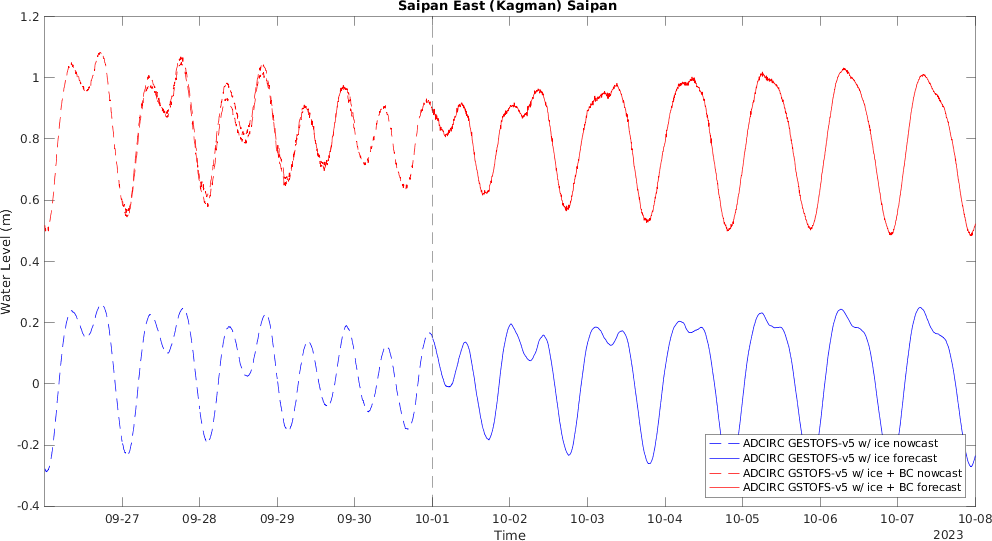 Saipan East (Kagman) Saipan
1.2
1
0.8
0.6
0.4
0.2
0
-0.2
-0.4
Water Level (m)
ADCIRC GESTOFS-v5 w/ ice nowcast
ADCIRC GESTOFS-v5 w/ ice forecast
ADCIRC GSTOFS-v5 w/ ice + BC nowcast
ADCIRC GSTOFS-v5 w/ ice + BC forecast
09-27 09-28 09-29 09-30 10-01 10-02 10-03 10-04 10-05 10-06 10-07 10-08
Time
2023